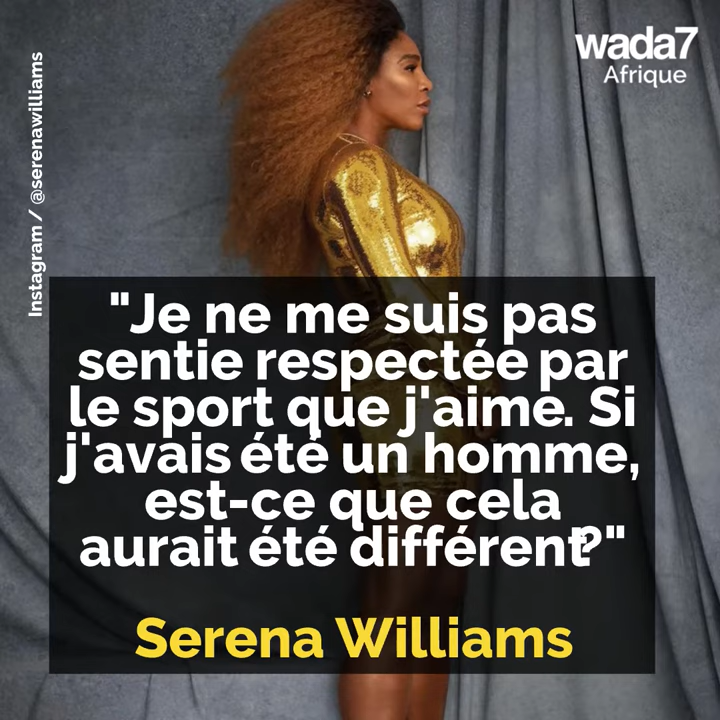 wada7
Afrique
Instagram / @serenawilliams
"Je ne me suis pas
sentie respectée par
le sport que j'aime. Si
j'avais été un homme,
est-ce que cela
aurait été différent?"
Serena Williams